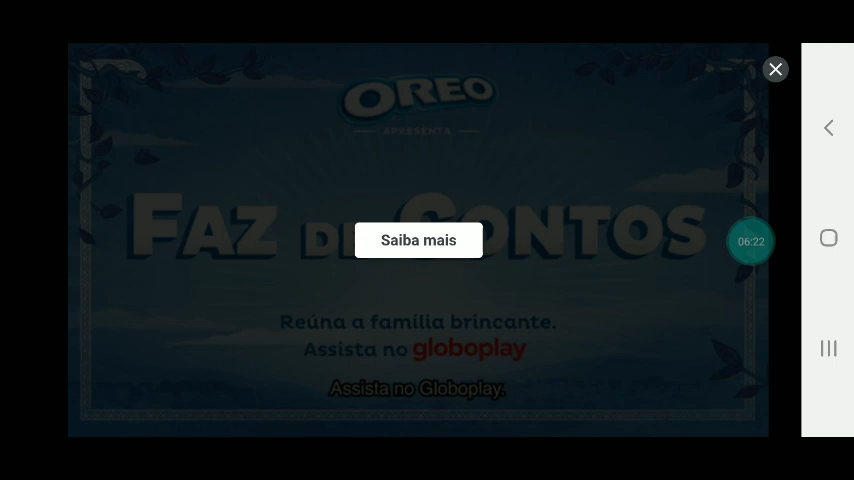 OREO
APRESENTA
FAZ DE CONTOS
Saiba mais
06:22
Reúna a família brincante.
Assista no globoplay
Assista no Globoplay.